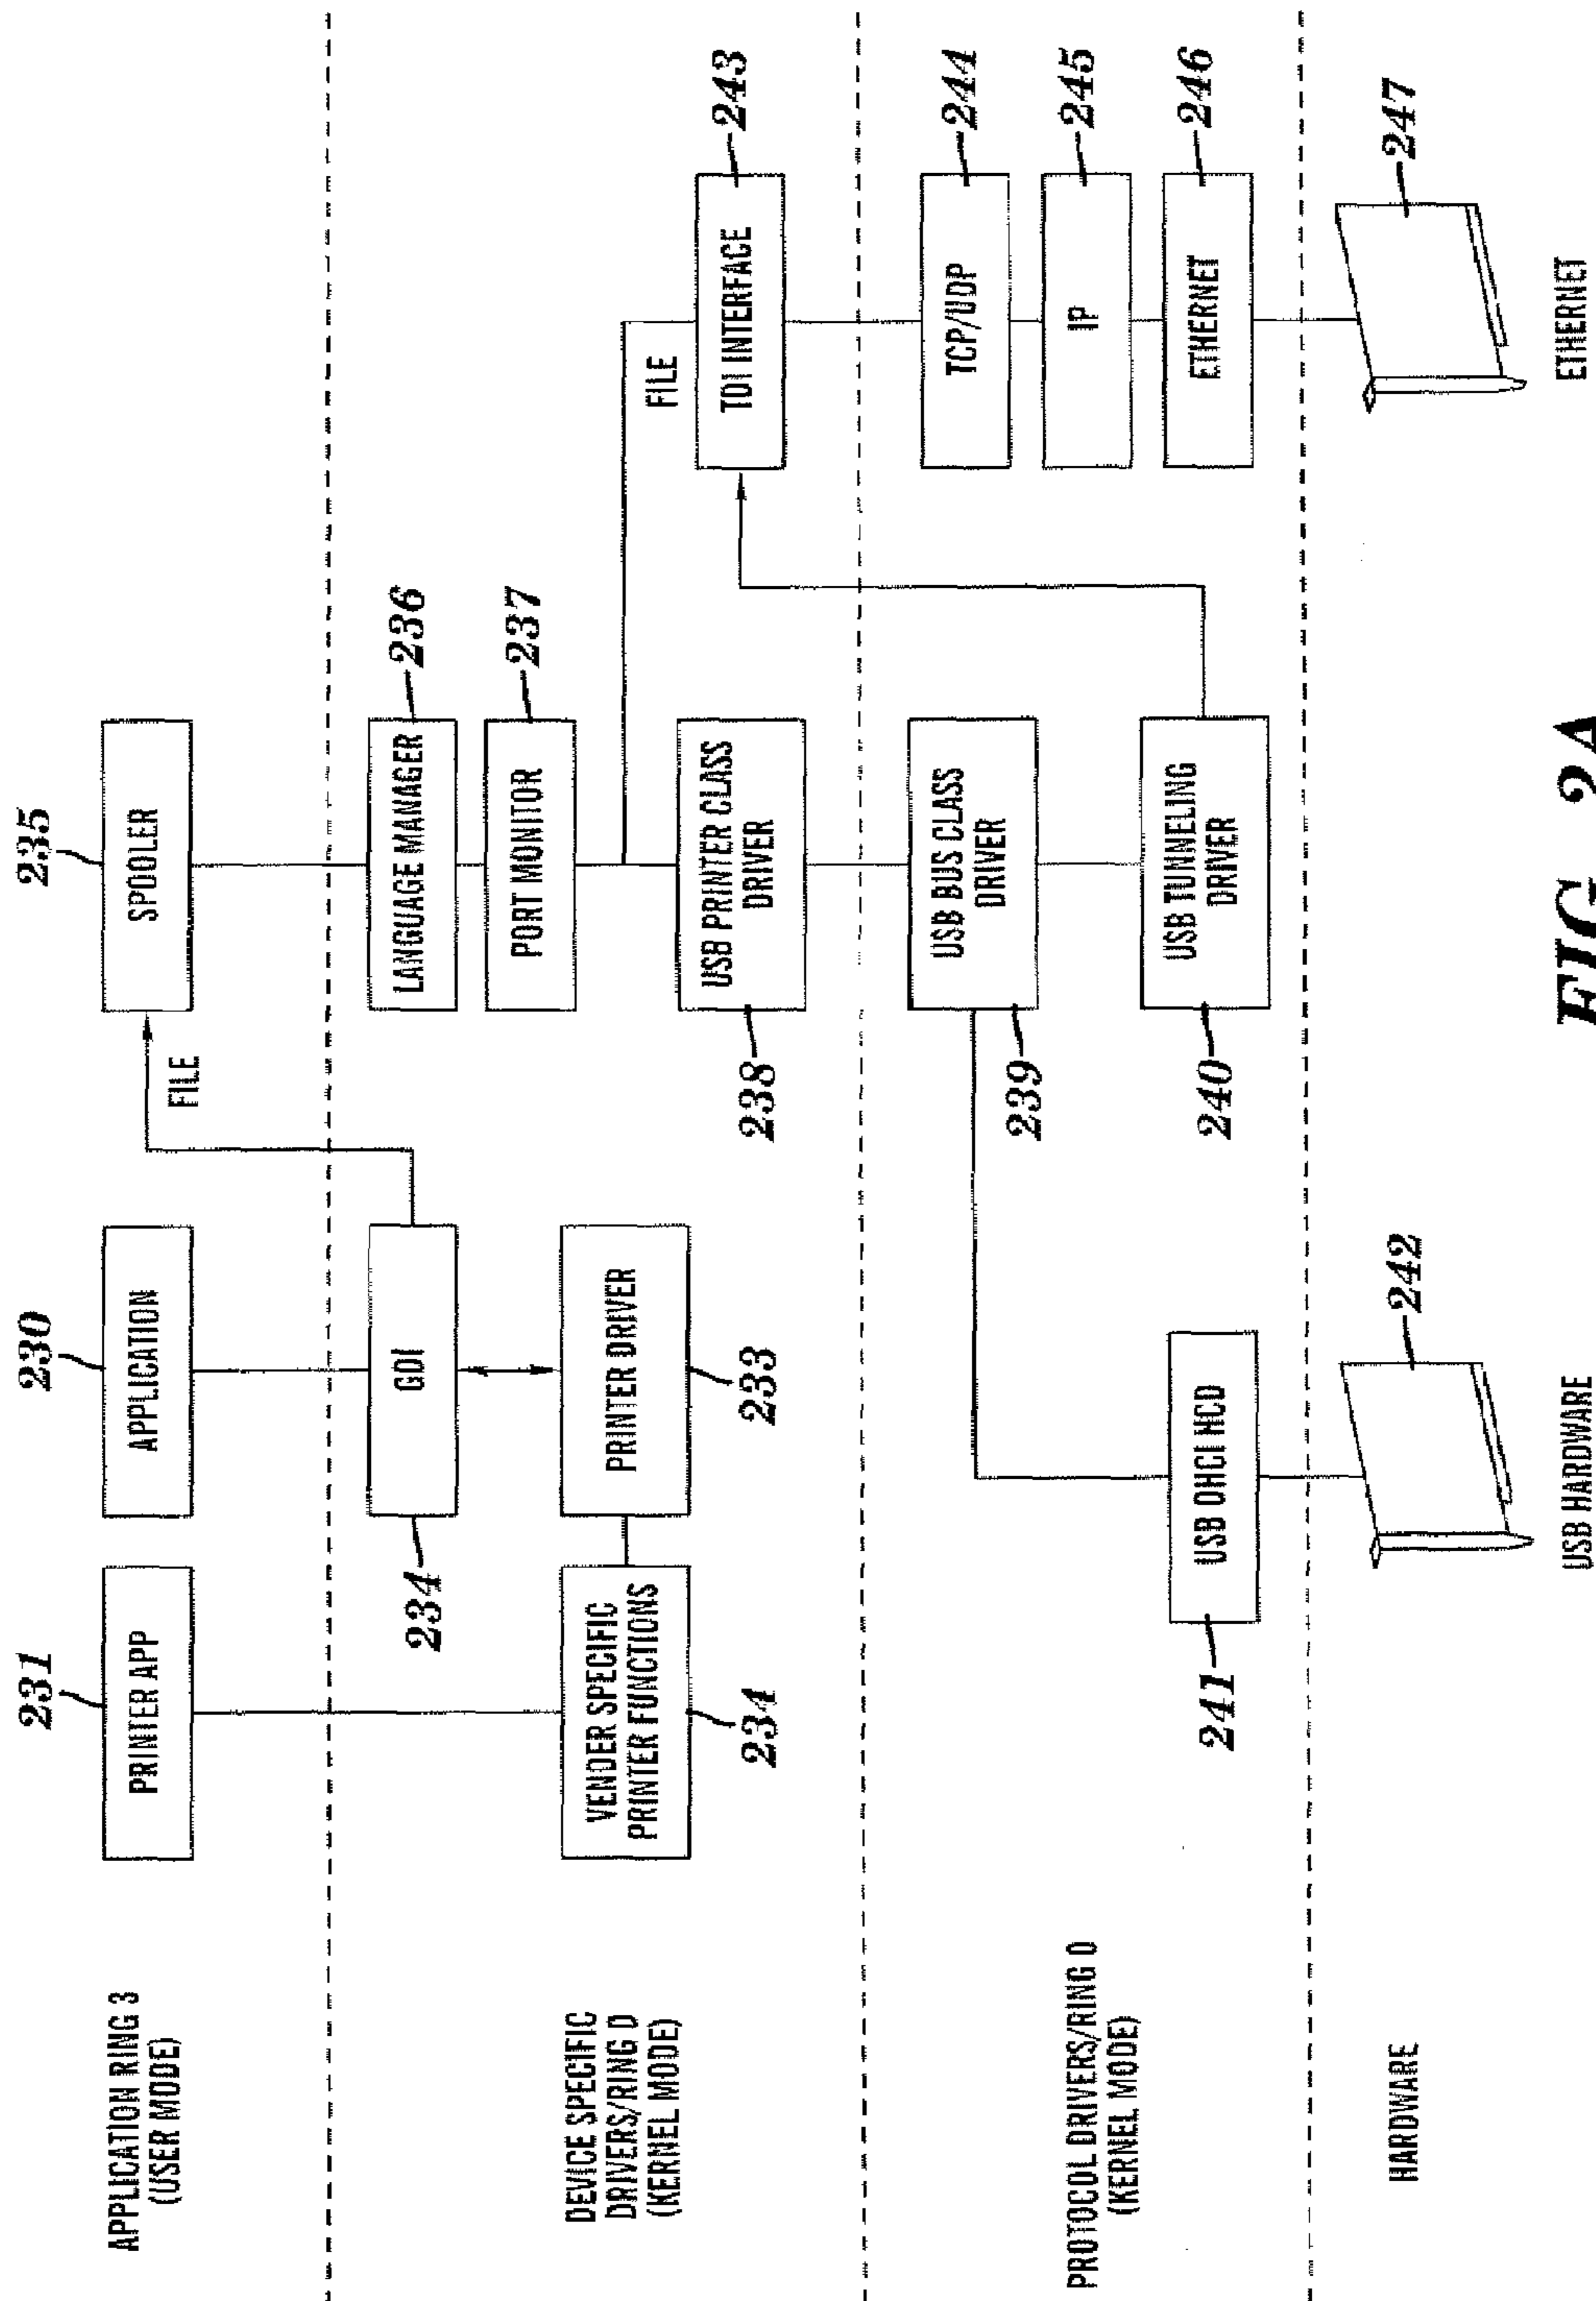 APPLICATION RING 3
(USER MODE)
231
PRINTER APP
230
APPLICATION
FILE
235
SPOOLER
DEVICE SPECIFIC
DRIVERS/RING 0
(KERNEL MODE)
234
GDI
VENDER SPECIFIC
PRINTER FUNCTIONS
234
PRINTER DRIVER
233
LANGUAGE MANAGER
236
PORT MONITOR
237
USB PRINTER CLASS
DRIVER
238
FILE
TDI INTERFACE
243
PROTOCOL DRIVERS/RING 0
(KERNEL MODE)
USB OHCI HCD
241
USB BUS CLASS
DRIVER
239
USB TUNNELING
DRIVER
240
TCP/UDP
244
IP
245
ETHERNET
246
HARDWARE
242
USB HARDWARE
247
ETHERNET
FIG. 2A